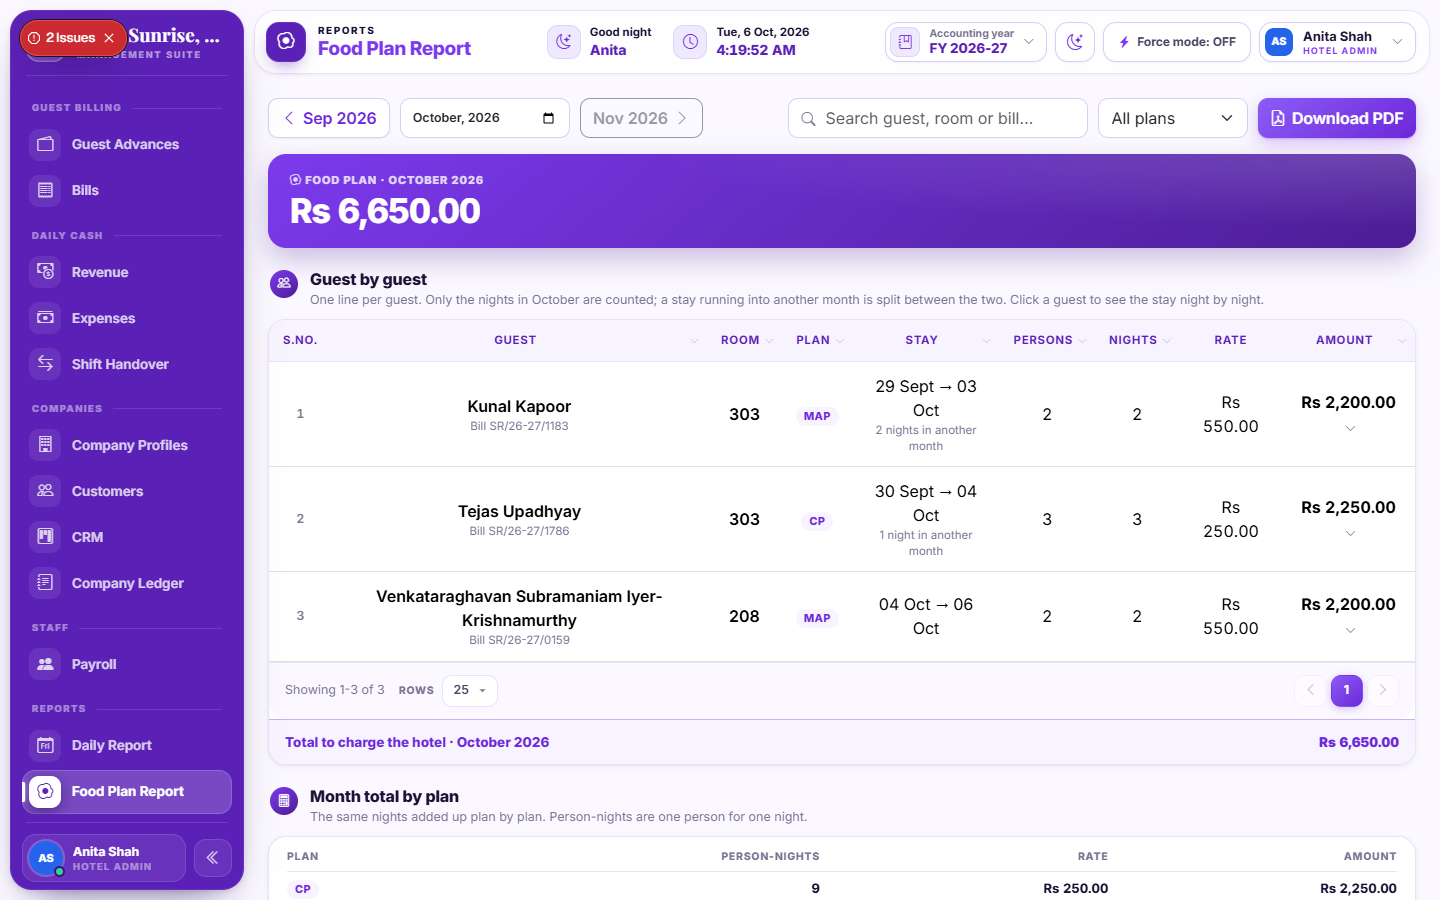 2 Issues
Sunrise, ...
GEMENT SUITE
GUEST BILLING
Guest Advances
Bills
DAILY CASH
Revenue
Expenses
Shift Handover
COMPANIES
Company Profiles
Customers
CRM
Company Ledger
STAFF
Payroll
REPORTS
Daily Report
Food Plan Report
AS
Anita Shah
HOTEL ADMIN
REPORTS
Food Plan Report
Good night
Anita
Tue, 6 Oct, 2026
4:19:52 AM
Accounting year
FY 2026-27
Force mode: OFF
AS
Anita Shah
HOTEL ADMIN
Sep 2026
October, 2026
Nov 2026
Search guest, room or bill...
All plans
Download PDF
FOOD PLAN · OCTOBER 2026
Rs 6,650.00
Guest by guest
One line per guest. Only the nights in October are counted; a stay running into another month is split between the two. Click a guest to see the stay night by night.
S.NO. GUEST ROOM PLAN STAY PERSONS NIGHTS RATE AMOUNT
1 Kunal Kapoor 303 MAP 29 Sept → 03 Oct 2 2 Rs 550.00 Rs 2,200.00
Bill SR/26-27/1183
2 nights in another month
2 Tejas Upadhyay 303 CP 30 Sept → 04 Oct 3 3 Rs 250.00 Rs 2,250.00
Bill SR/26-27/1786
1 night in another month
3 Venkataraghavan Subramaniam Iyer-Krishnamurthy 208 MAP 04 Oct → 06 Oct 2 2 Rs 550.00 Rs 2,200.00
Bill SR/26-27/0159
Showing 1-3 of 3 ROWS 25
1
Total to charge the hotel · October 2026 Rs 6,650.00
Month total by plan
The same nights added up plan by plan. Person-nights are one person for one night.
PLAN PERSON-NIGHTS RATE AMOUNT
CP 9 Rs 250.00 Rs 2,250.00